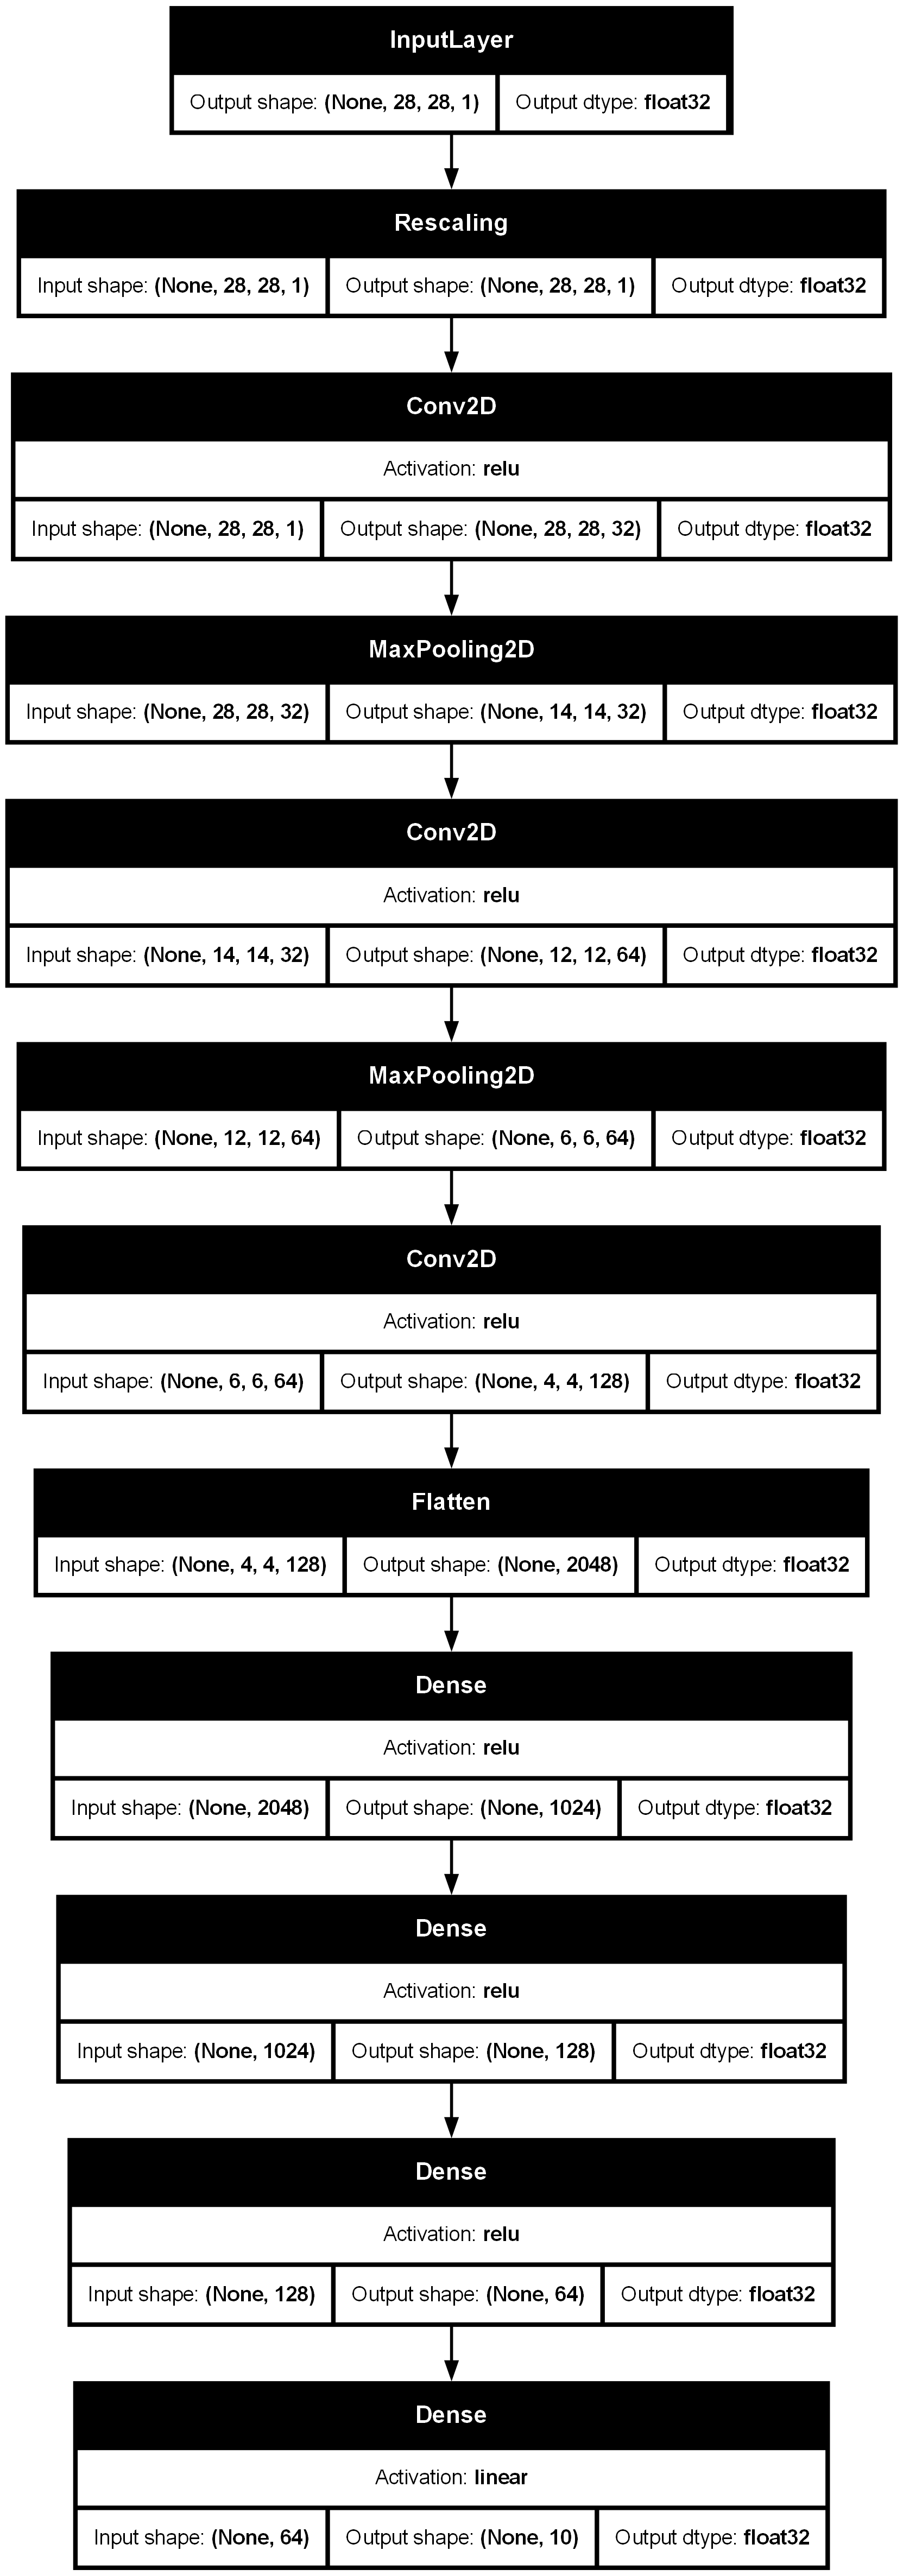 InputLayer
Output shape: (None, 28, 28, 1) Output dtype: float32
Rescaling
Input shape: (None, 28, 28, 1) Output shape: (None, 28, 28, 1) Output dtype: float32
Conv2D
Activation: relu
Input shape: (None, 28, 28, 1) Output shape: (None, 28, 28, 32) Output dtype: float32
MaxPooling2D
Input shape: (None, 28, 28, 32) Output shape: (None, 14, 14, 32) Output dtype: float32
Conv2D
Activation: relu
Input shape: (None, 14, 14, 32) Output shape: (None, 12, 12, 64) Output dtype: float32
MaxPooling2D
Input shape: (None, 12, 12, 64) Output shape: (None, 6, 6, 64) Output dtype: float32
Conv2D
Activation: relu
Input shape: (None, 6, 6, 64) Output shape: (None, 4, 4, 128) Output dtype: float32
Flatten
Input shape: (None, 4, 4, 128) Output shape: (None, 2048) Output dtype: float32
Dense
Activation: relu
Input shape: (None, 2048) Output shape: (None, 1024) Output dtype: float32
Dense
Activation: relu
Input shape: (None, 1024) Output shape: (None, 128) Output dtype: float32
Dense
Activation: relu
Input shape: (None, 128) Output shape: (None, 64) Output dtype: float32
Dense
Activation: linear
Input shape: (None, 64) Output shape: (None, 10) Output dtype: float32